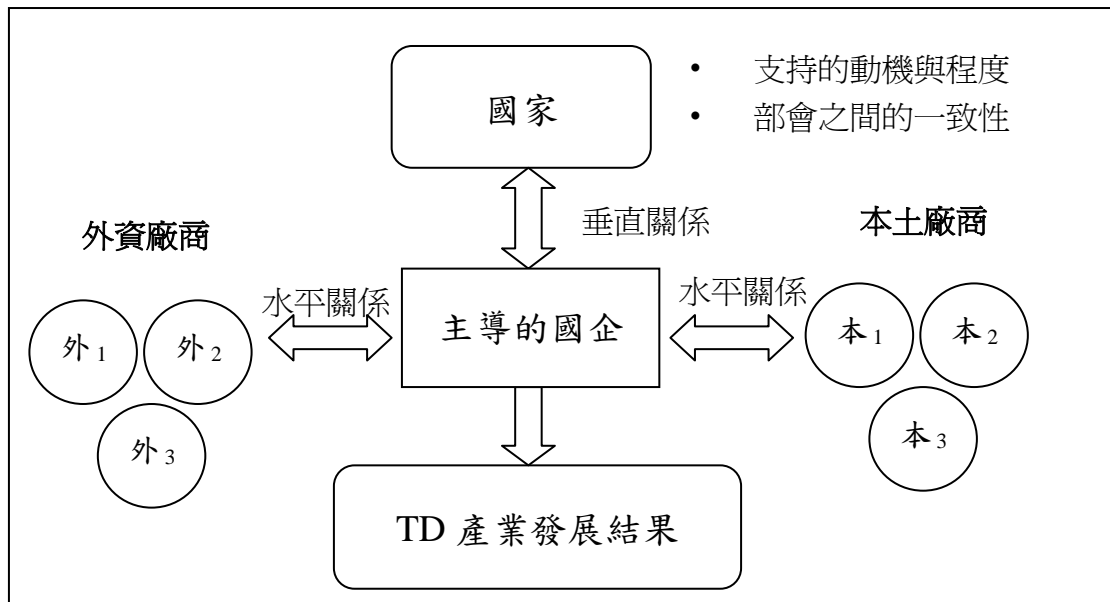 國家
• 支持的動機與程度
• 部會之間的一致性
垂直關係
外資廠商
本土廠商
水平關係
水平關係
主導的國企
外 1
外 2
外 3
本 1
本 2
本 3
TD 產業發展結果